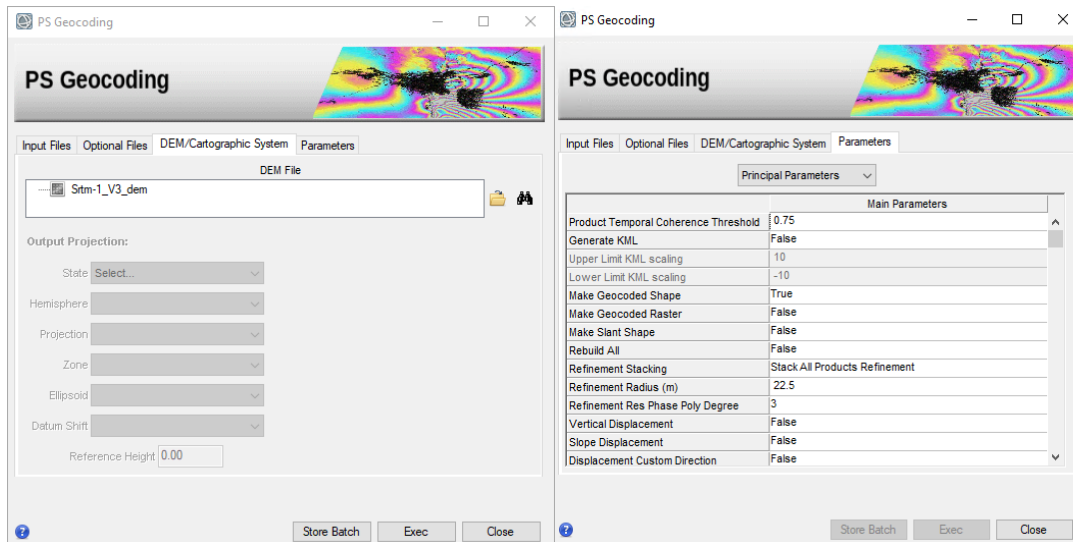 PS Geocoding
PS Geocoding
Input Files Optional Files DEM/Cartographic System Parameters
DEM File
Srtm-1_V3_dem
Output Projection:
State Select...
Hemisphere
Projection
Zone
Ellipsoid
Datum Shift
Reference Height 0.00
Store Batch Exec Close
PS Geocoding
PS Geocoding
Input Files Optional Files DEM/Cartographic System Parameters
Principal Parameters
Main Parameters
Product Temporal Coherence Threshold 0.75
Generate KML False
Upper Limit KML scaling 10
Lower Limit KML scaling -10
Make Geocoded Shape True
Make Geocoded Raster False
Make Slant Shape False
Rebuild All False
Refinement Stacking Stack All Products Refinement
Refinement Radius (m) 22.5
Refinement Res Phase Poly Degree 3
Vertical Displacement False
Slope Displacement False
Displacement Custom Direction False
Store Batch Exec Close